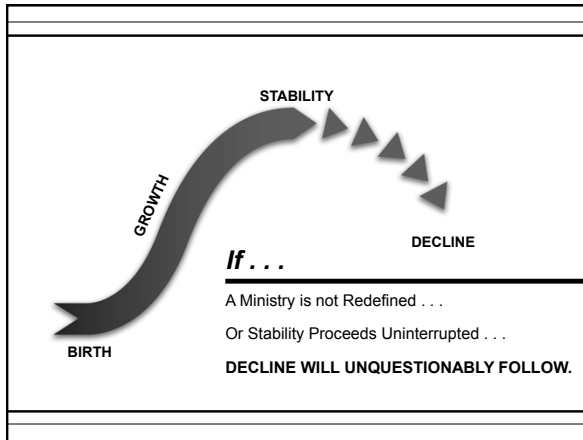 STABILITY
GROWTH
DECLINE
If . . .
A Ministry is not Redefined . . .
Or Stability Proceeds Uninterrupted . . .
BIRTH
DECLINE WILL UNQUESTIONABLY FOLLOW.